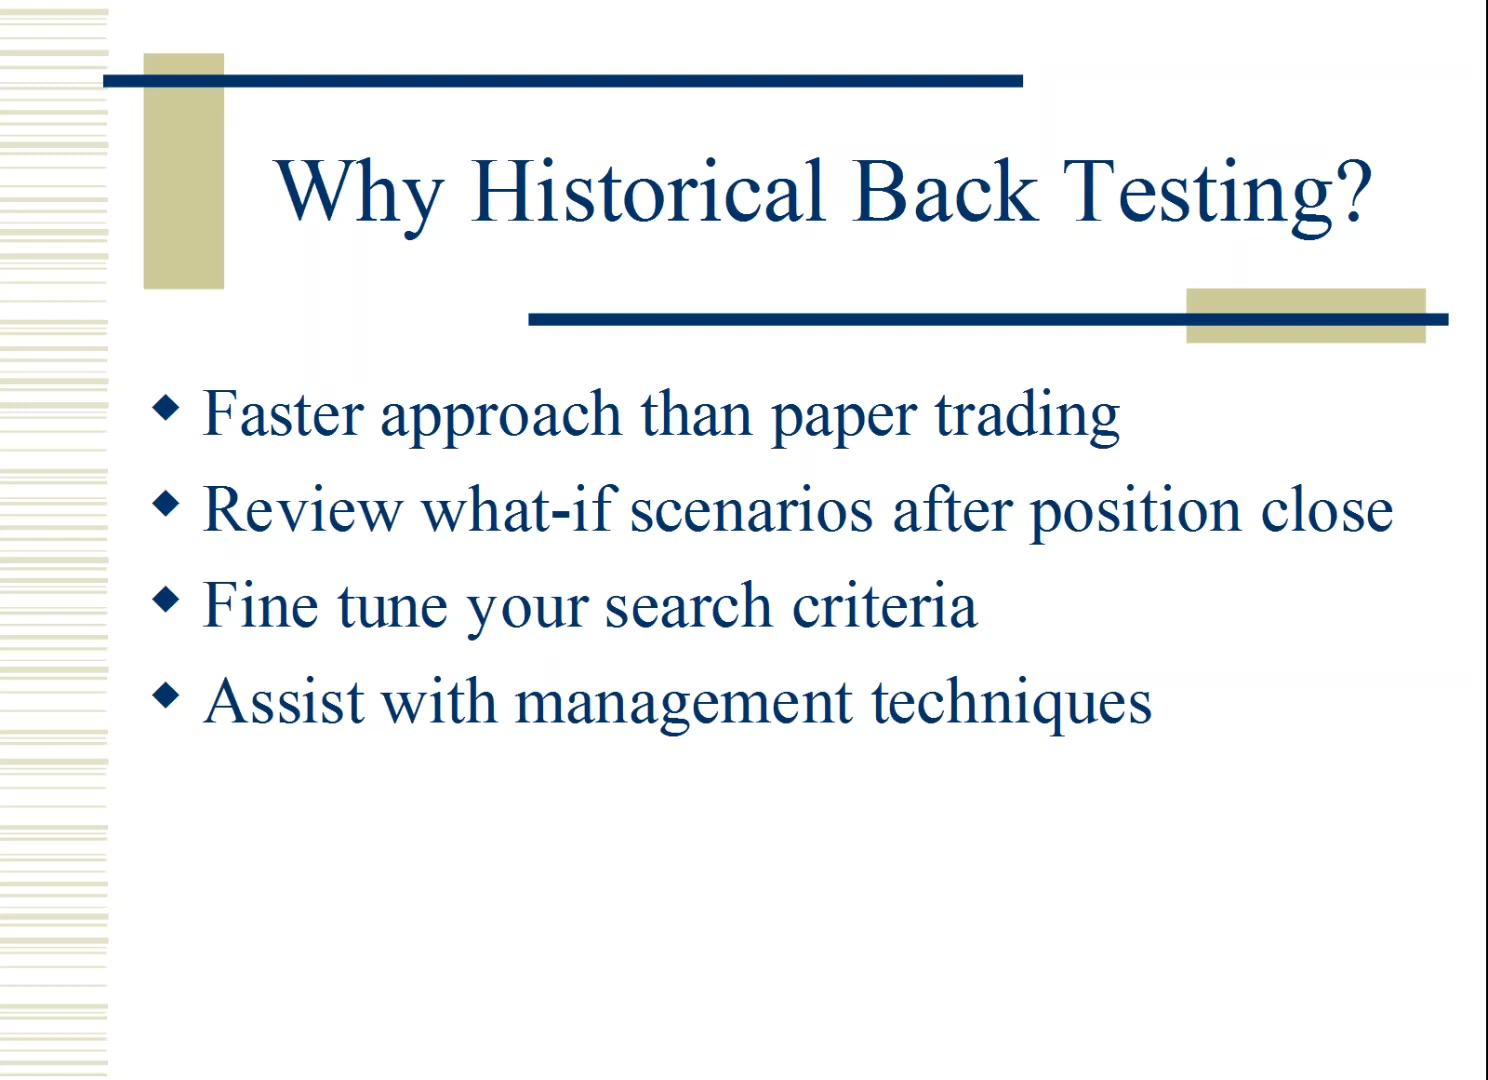 Why Historical Back Testing?
Faster approach than paper trading
Review what-if scenarios after position close
Fine tune your search criteria
Assist with management techniques